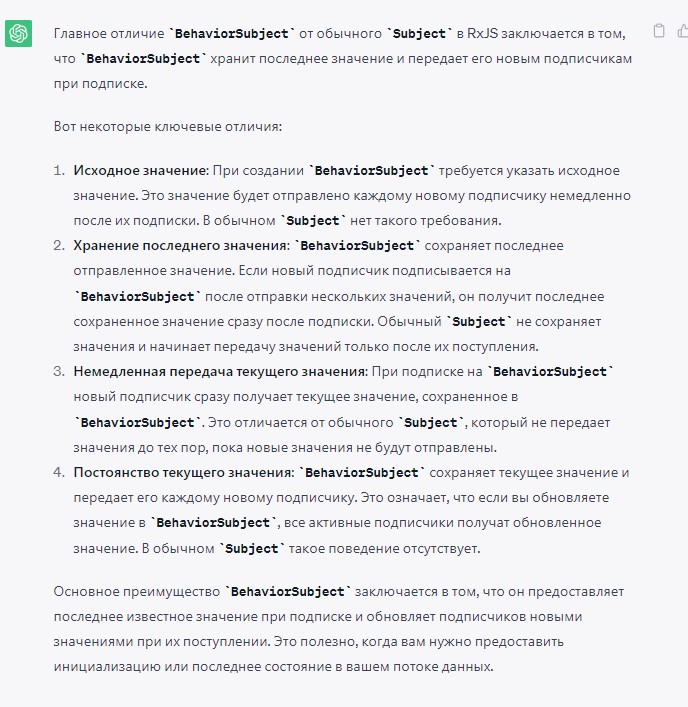 Главное отличие `BehaviorSubject` от обычного `Subject` в RxJS заключается в том,
что `BehaviorSubject` хранит последнее значение и передает его новым подписчикам
при подписке.
Вот некоторые ключевые отличия:
1. Исходное значение: При создании `BehaviorSubject` требуется указать исходное
значение. Это значение будет отправлено каждому новому подписчику немедленно
после их подписки. В обычном `Subject` нет такого требования.
2. Хранение последнего значения: `BehaviorSubject` сохраняет последнее
отправленное значение. Если новый подписчик подписывается на
`BehaviorSubject` после отправки нескольких значений, он получит последнее
сохраненное значение сразу после подписки. Обычный `Subject` не сохраняет
значения и начинает передачу значений только после их поступления.
3. Немедленная передача текущего значения: При подписке на `BehaviorSubject`
новый подписчик сразу получает текущее значение, сохраненное в
`BehaviorSubject`. Это отличается от обычного `Subject`, который не передает
значения до тех пор, пока новые значения не будут отправлены.
4. Постоянство текущего значения: `BehaviorSubject` сохраняет текущее значение и
передает его каждому новому подписчику. Это означает, что если вы обновляете
значение в `BehaviorSubject`, все активные подписчики получат обновленное
значение. В обычном `Subject` такое поведение отсутствует.
Основное преимущество `BehaviorSubject` заключается в том, что он предоставляет
последнее известное значение при подписке и обновляет подписчиков новыми
значениями при их поступлении. Это полезно, когда вам нужно предоставить
инициализацию или последнее состояние в вашем потоке данных.